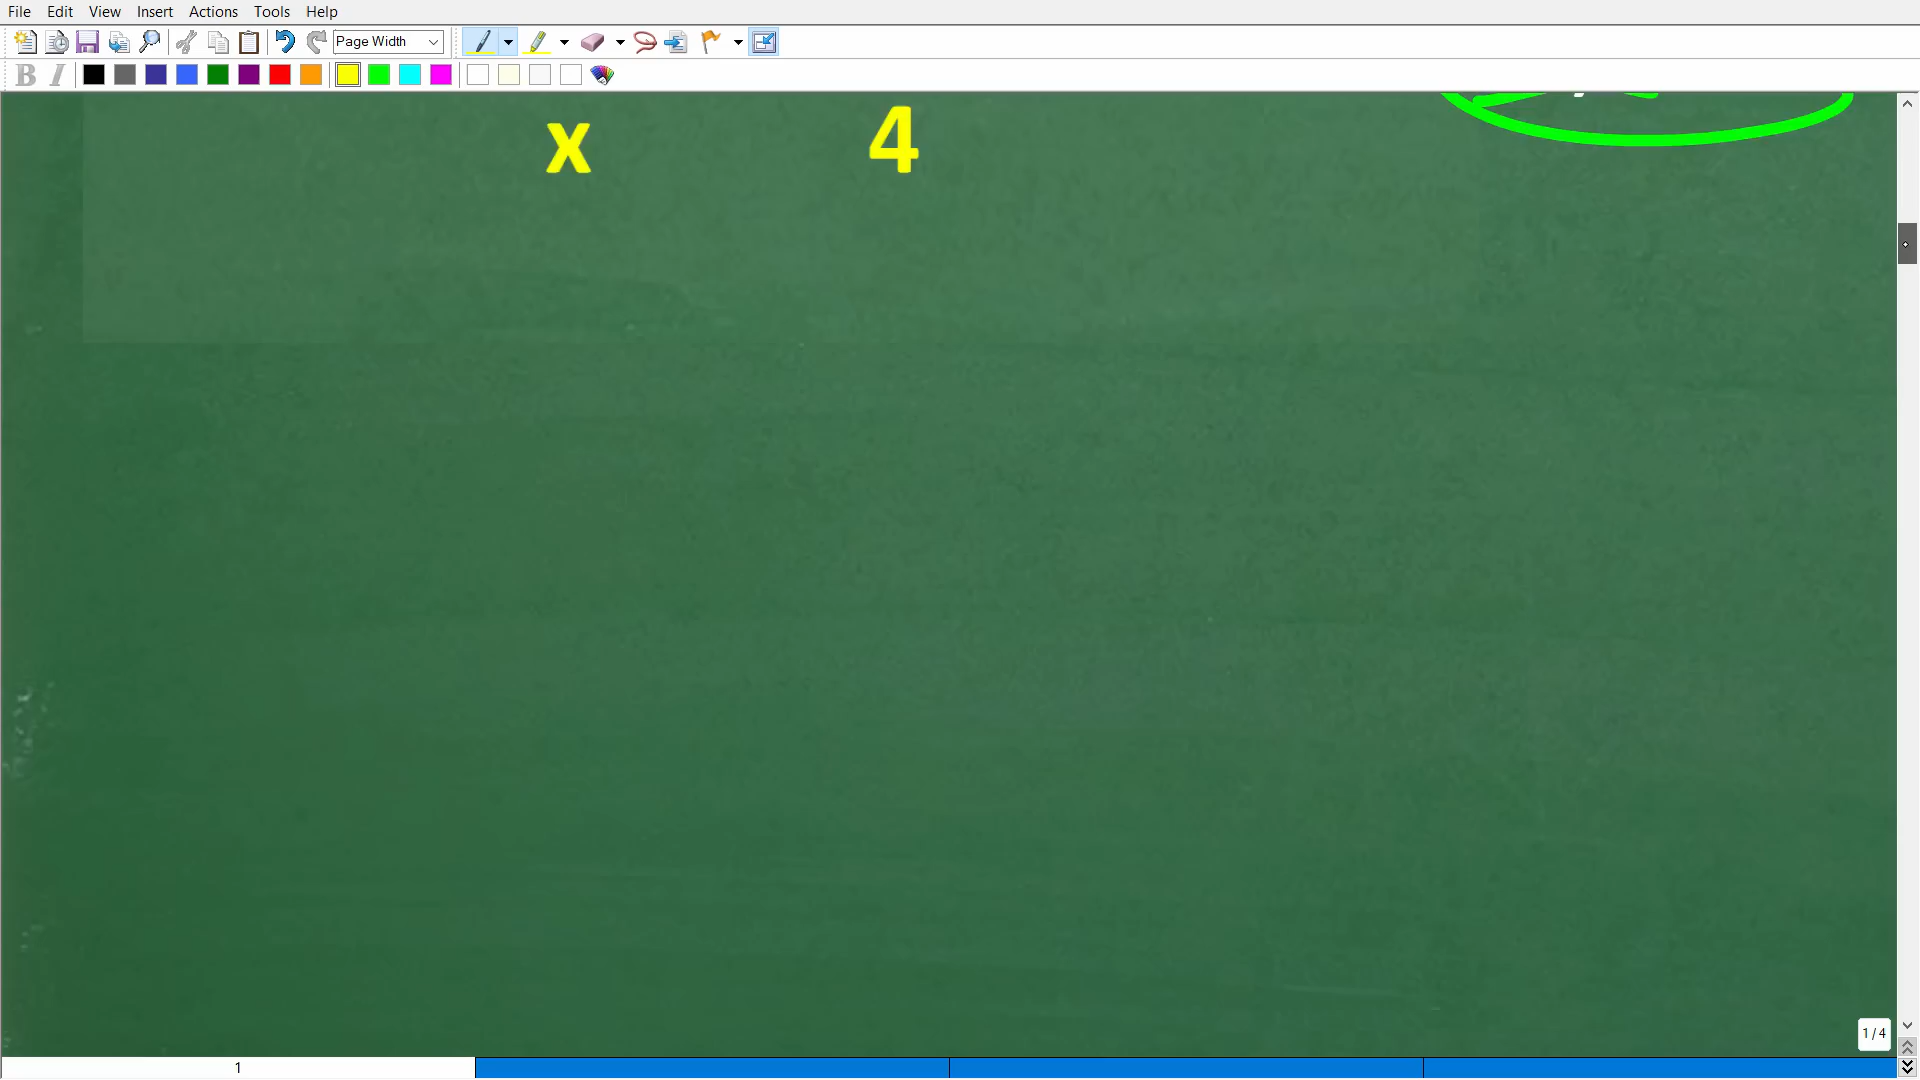 File Edit View Insert Actions Tools Help
Page Width
B I
x 4
1 / 4
1